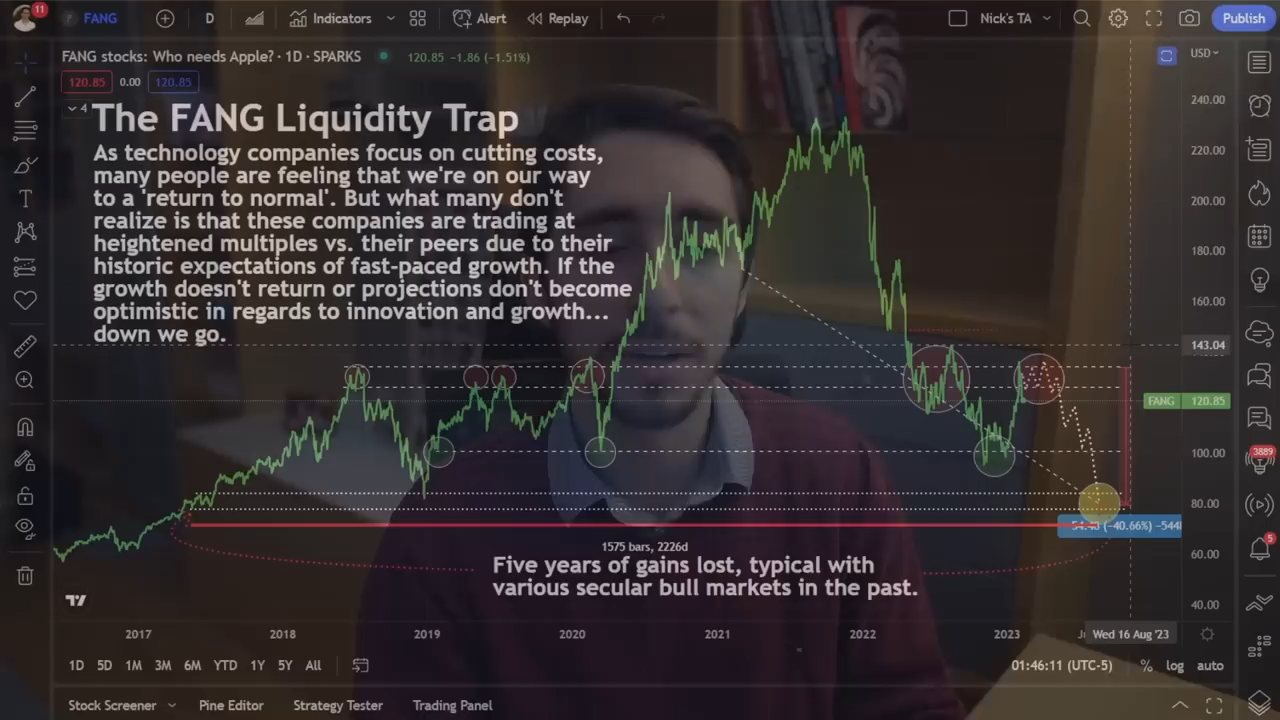 11
FANG
D
Indicators
Alert
Replay
Nick's TA
Publish
FANG stocks: Who needs Apple? · 1D · SPARKS
120.85 −1.86 (−1.51%)
USD
120.85 0.00 120.85
4
The FANG Liquidity Trap
As technology companies focus on cutting costs,
many people are feeling that we're on our way
to a 'return to normal'. But what many don't
realize is that these companies are trading at
heightened multiples vs. their peers due to their
historic expectations of fast-paced growth. If the
growth doesn't return or projections don't become
optimistic in regards to innovation and growth...
down we go.
240.00
220.00
200.00
180.00
160.00
143.04
FANG 120.85
100.00
80.00
60.00
40.00
3889
5
(−40.66%)
1575 bars, 2226d
Five years of gains lost, typical with
various secular bull markets in the past.
2017 2018 2019 2020 2021 2022 2023 Wed 16 Aug '23
1D 5D 1M 3M 6M YTD 1Y 5Y All
01:46:11 (UTC-5) % log auto
Stock Screener Pine Editor Strategy Tester Trading Panel